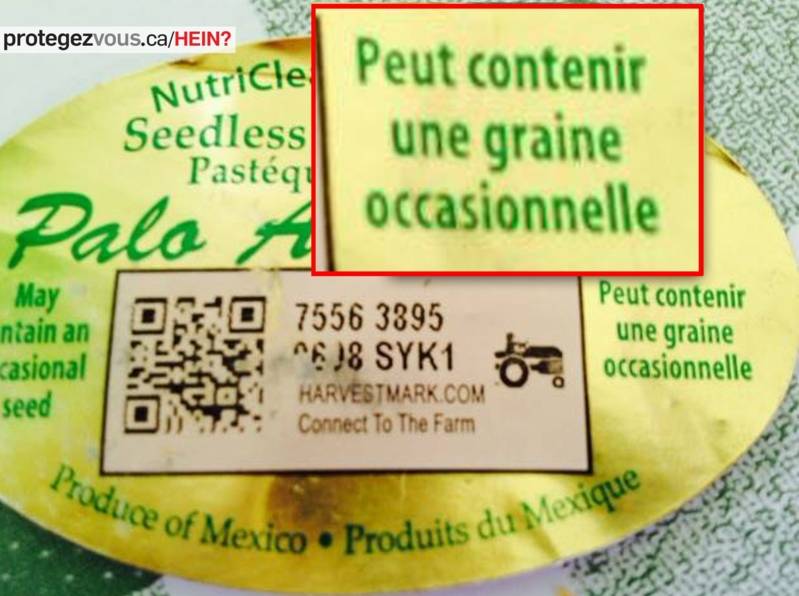 protegezvous.ca/HEIN?
Peut contenir
une graine
occasionnelle
NutriCle
Seedless
Pastéqu
Palo A
May
ntain an
casional
seed
7556 3895
SYK1
HARVESTMARK.COM
Connect To The Farm
Peut contenir
une graine
occasionnelle
Produce of Mexico • Produits du Mexique